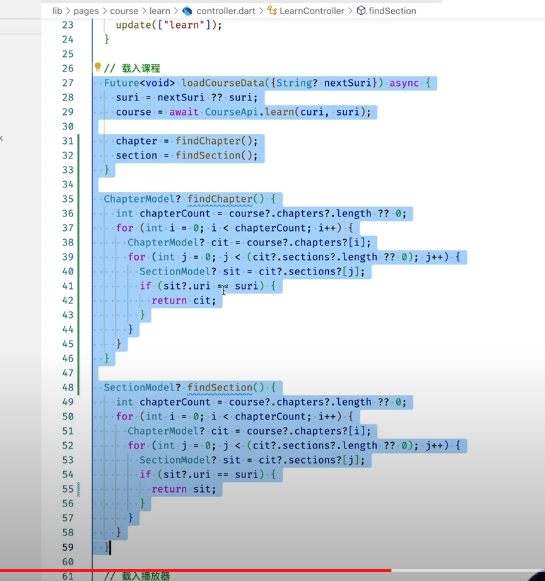 lib > pages > course > learn > controller.dart > LearnController > findSection
23 update(["learn"]);
24 }
25
26 // 载入课程
27 Future<void> loadCourseData({String? nextSuri}) async {
28 suri = nextSuri ?? suri;
29 course = await CourseApi.learn(curi, suri);
30
31 chapter = findChapter();
32 section = findSection();
33 }
34
35 ChapterModel? findChapter() {
36 int chapterCount = course?.chapters?.length ?? 0;
37 for (int i = 0; i < chapterCount; i++) {
38 ChapterModel? cit = course?.chapters?[i];
39 for (int j = 0; j < (cit?.sections?.length ?? 0); j++) {
40 SectionModel? sit = cit?.sections?[j];
41 if (sit?.uri == suri) {
42 return cit;
43 }
44 }
45 }
46 }
47
48 SectionModel? findSection() {
49 int chapterCount = course?.chapters?.length ?? 0;
50 for (int i = 0; i < chapterCount; i++) {
51 ChapterModel? cit = course?.chapters?[i];
52 for (int j = 0; j < (cit?.sections?.length ?? 0); j++) {
53 SectionModel? sit = cit?.sections?[j];
54 if (sit?.uri == suri) {
55 return sit;
56 }
57 }
58 }
59 }
60
61 // 载入播放器